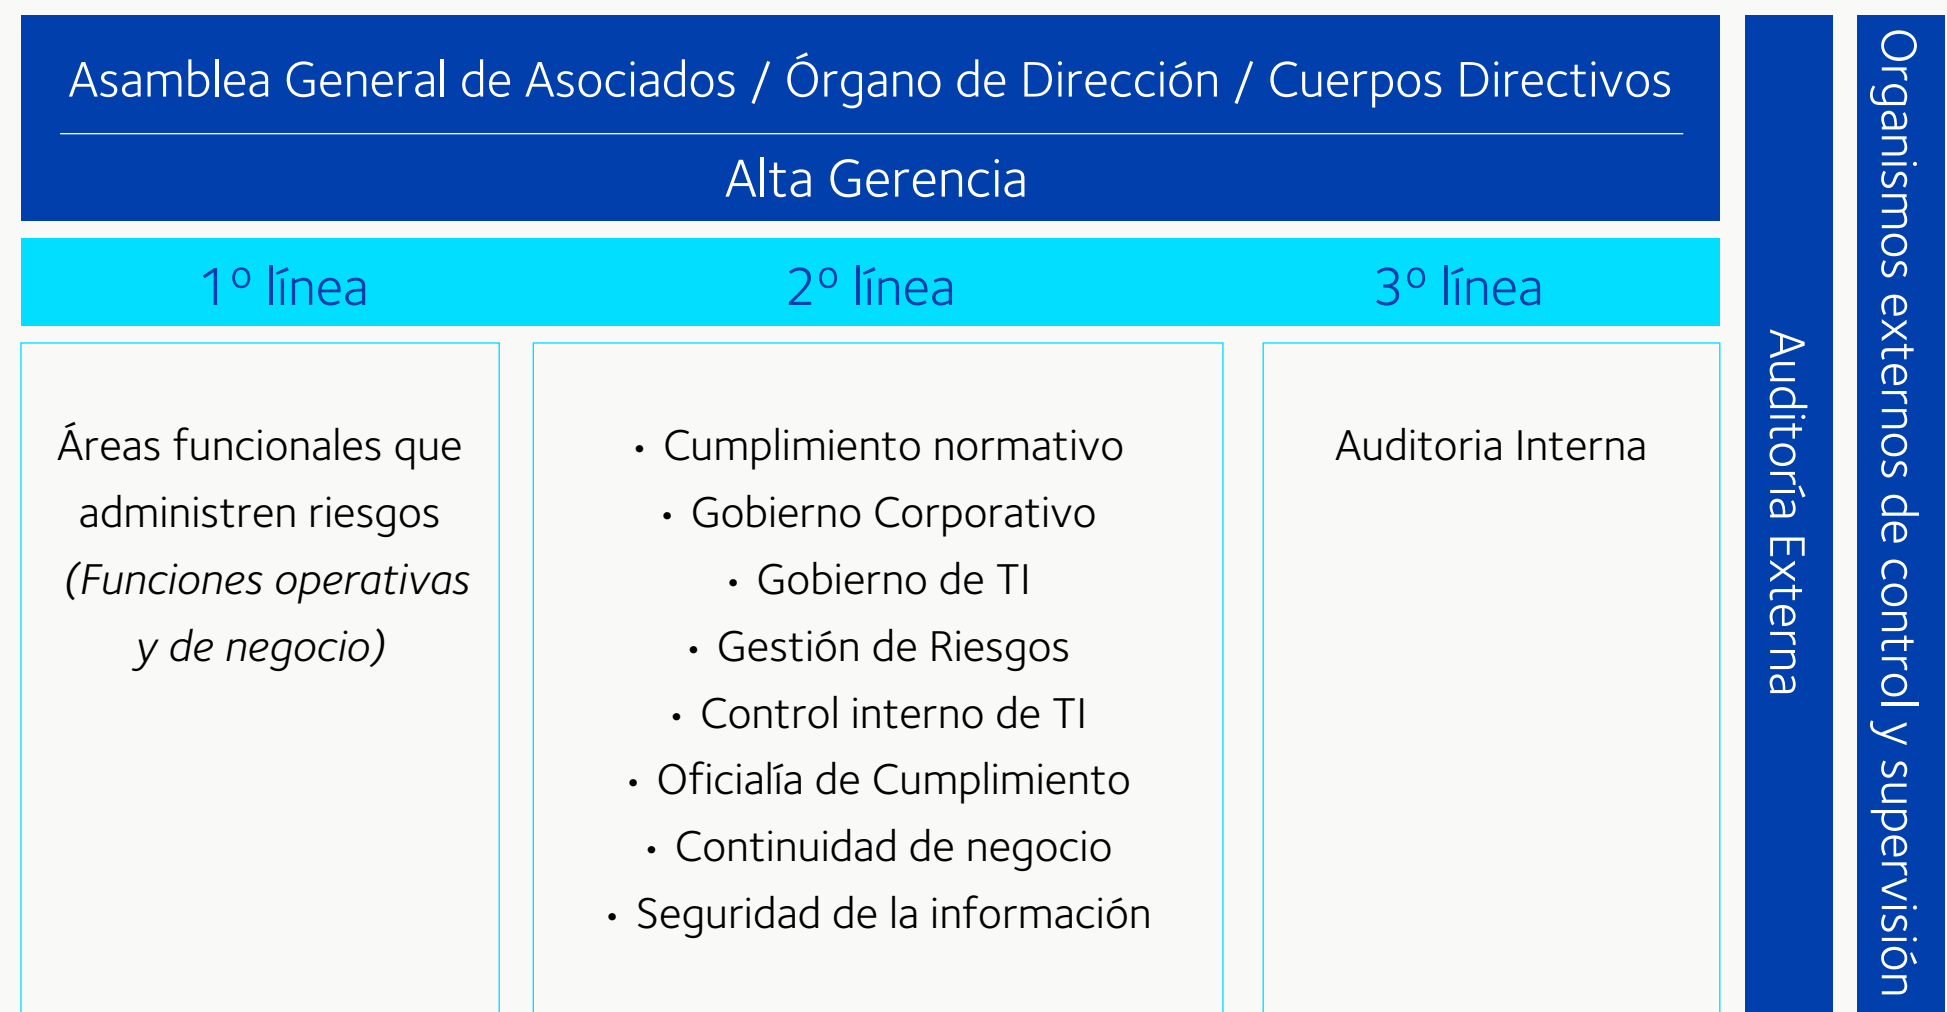 Asamblea General de Asociados / Órgano de Dirección / Cuerpos Directivos
Alta Gerencia
1º línea
2º línea
3º línea
Áreas funcionales que
administren riesgos
(Funciones operativas
y de negocio)
• Cumplimiento normativo
• Gobierno Corporativo
• Gobierno de TI
• Gestión de Riesgos
• Control interno de TI
• Oficialía de Cumplimiento
• Continuidad de negocio
• Seguridad de la información
Auditoria Interna
Auditoría Externa
Organismos externos de control y supervisión